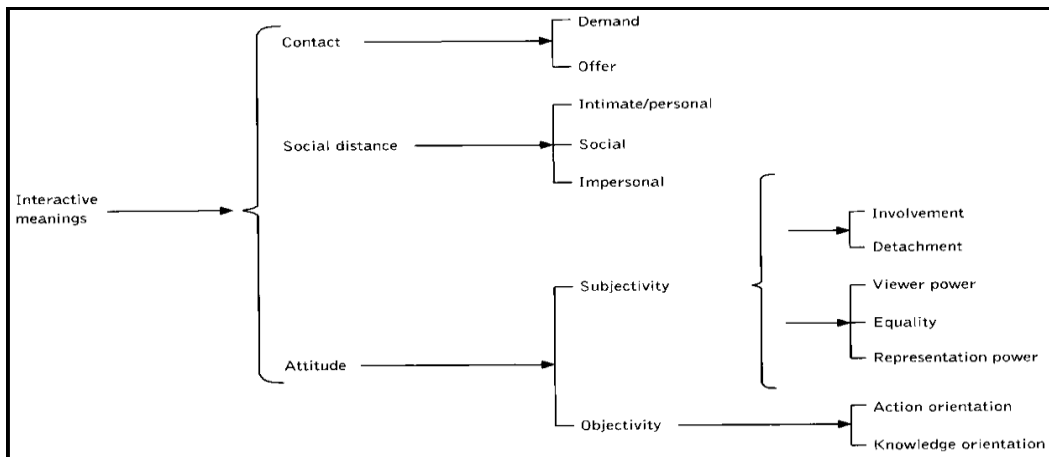 Demand
Contact
Offer
Intimate/personal
Social distance
Social
Impersonal
Interactive
meanings
Involvement
Detachment
Subjectivity
Viewer power
Equality
Representation power
Attitude
Action orientation
Objectivity
Knowledge orientation